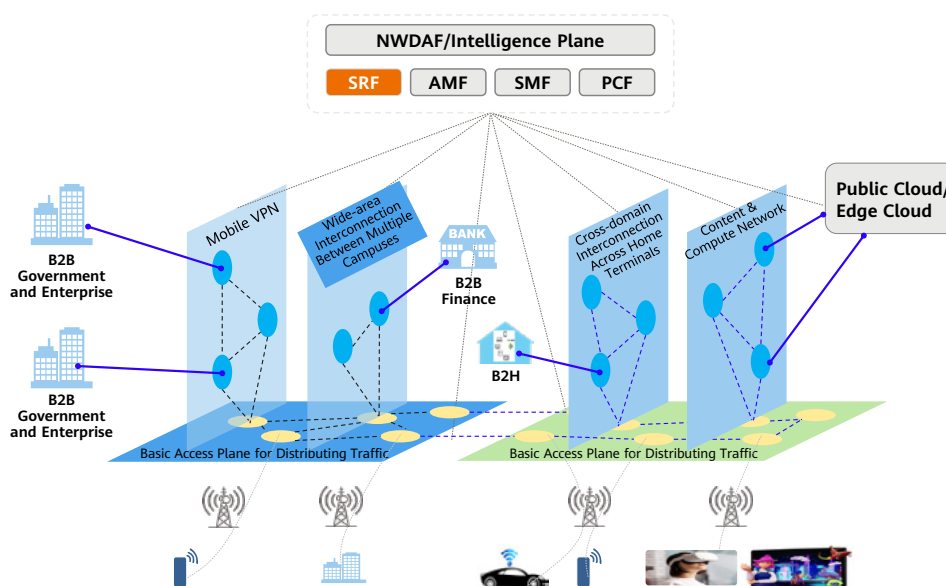 NWDAF/Intelligence Plane
SRF
AMF
SMF
PCF
Mobile VPN
Wide-area
Interconnection
Between Multiple
Campuses
Cross-domain
Interconnection
Across Home
Terminals
Content &
Compute Network
Public Cloud/
Edge Cloud
B2B
Government
and Enterprise
BANK
B2B
Finance
B2H
B2B
Government
and Enterprise
Basic Access Plane for Distributing Traffic
Basic Access Plane for Distributing Traffic